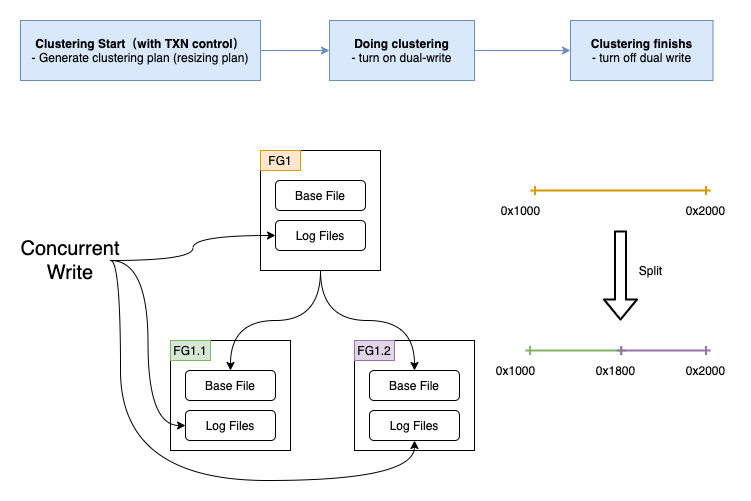 Clustering Start（with TXN control）
- Generate clustering plan (resizing plan)
Doing clustering
- turn on dual-write
Clustering finishs
- turn off dual write
FG1
Base File
Log Files
Concurrent
Write
FG1.1
Base File
Log Files
FG1.2
Base File
Log Files
0x1000
0x2000
Split
0x1000
0x1800
0x2000